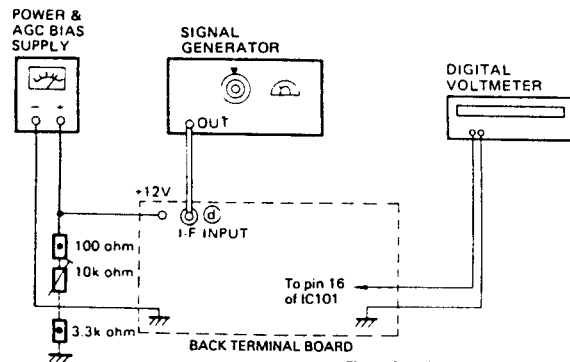 POWER &
AGC BIAS
SUPPLY
SIGNAL
GENERATOR
DIGITAL
VOLTMETER
- +
OUT
+12V
d
I-F INPUT
100 ohm
10k ohm
3.3k ohm
To pin 16
of IC101
BACK TERMINAL BOARD